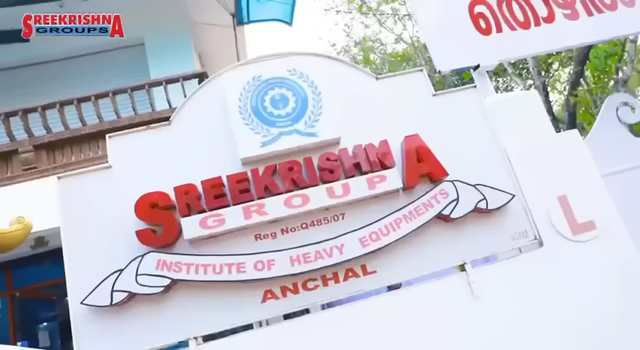 SREEKRISHNA
GROUPS
തൊഴിൽ
SREEKRISHNA
GROUP
Reg No:Q485/07
INSTITUTE OF HEAVY EQUIPMENTS
ANCHAL
L